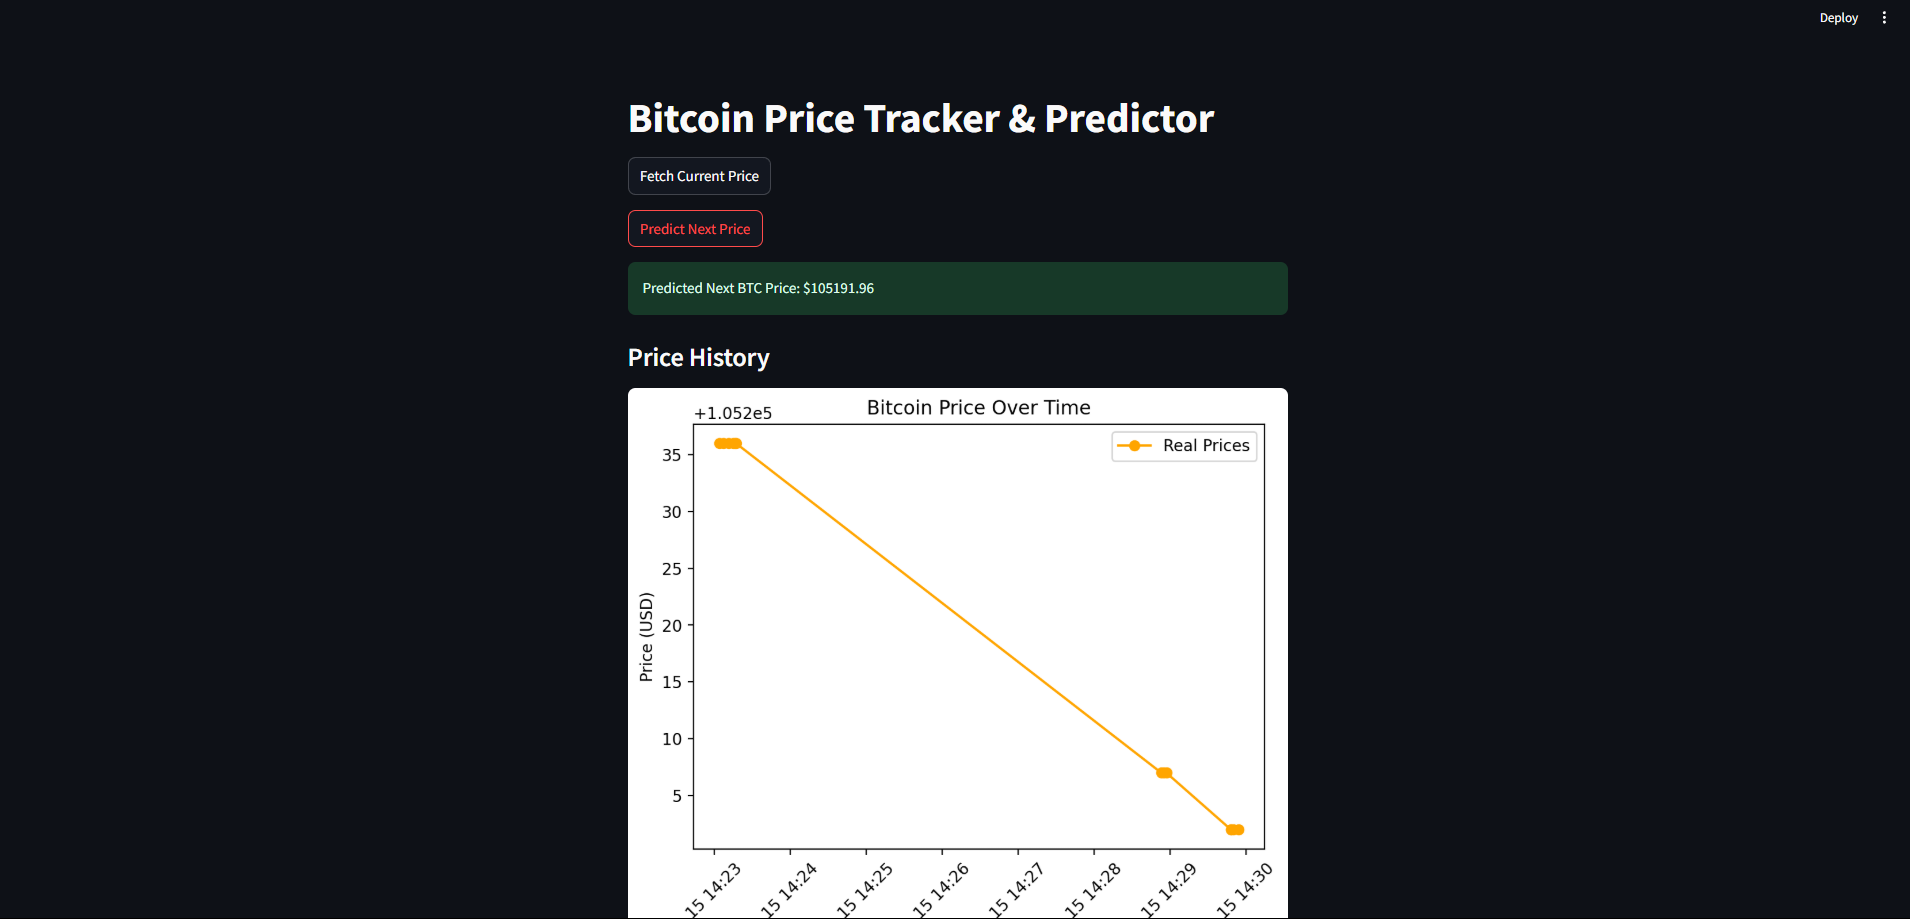 Deploy
Bitcoin Price Tracker & Predictor
Fetch Current Price
Predict Next Price
Predicted Next BTC Price: $105191.96
Price History
+1.052e5
Bitcoin Price Over Time
Real Prices
35
30
25
20
15
10
5
Price (USD)
15 14:23
15 14:24
15 14:25
15 14:26
15 14:27
15 14:28
15 14:29
15 14:30